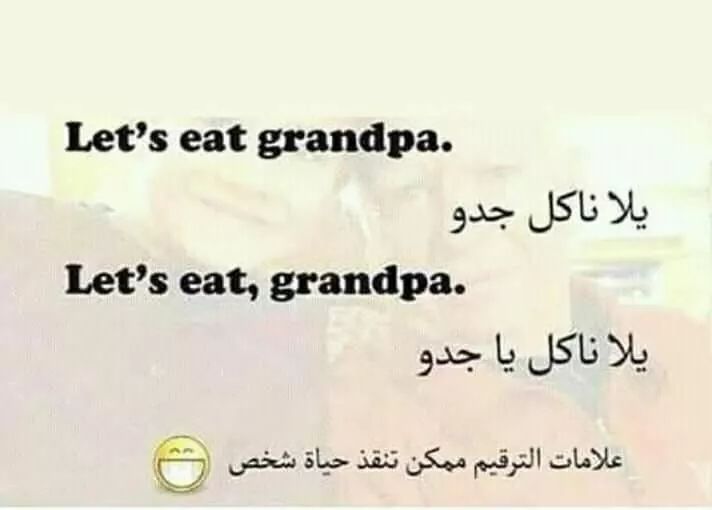 Let's eat grandpa.
يلا ناكل جدو
Let's eat, grandpa.
يلا ناكل يا جدو
علامات الترقيم ممكن تنقذ حياة شخص